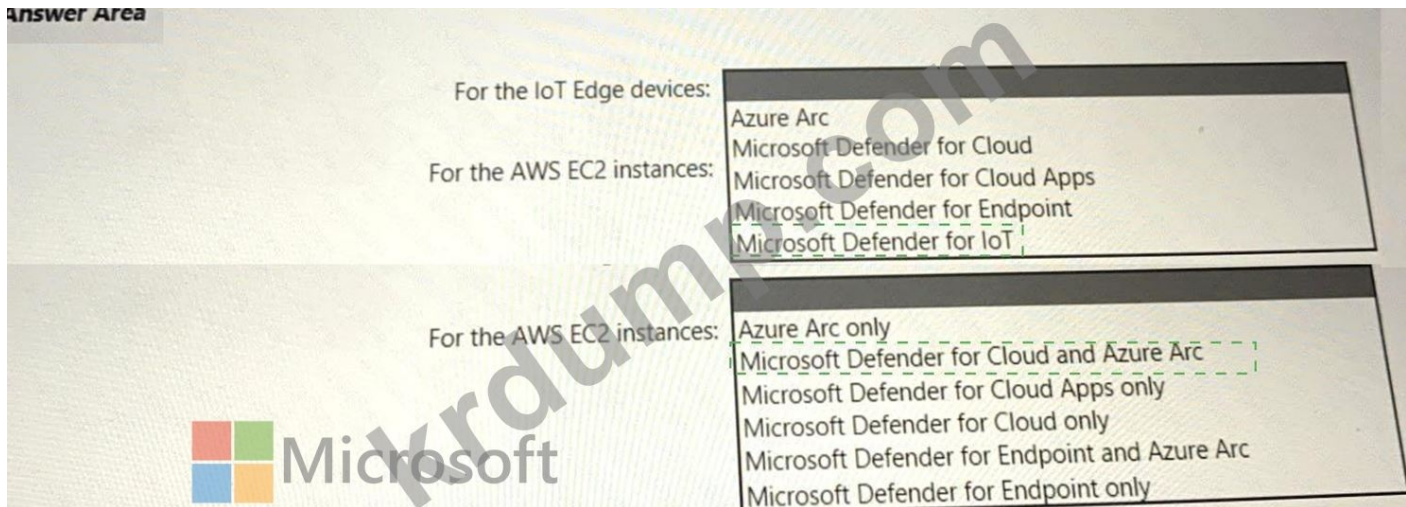 Answer Area
For the IoT Edge devices:
Azure Arc
Microsoft Defender for Cloud
For the AWS EC2 instances:
Microsoft Defender for Cloud Apps
Microsoft Defender for Endpoint
Microsoft Defender for IoT
For the AWS EC2 instances:
Azure Arc only
Microsoft Defender for Cloud and Azure Arc
Microsoft Defender for Cloud Apps only
Microsoft Defender for Cloud only
Microsoft Defender for Endpoint and Azure Arc
Microsoft Defender for Endpoint only
Microsoft
krdump.com